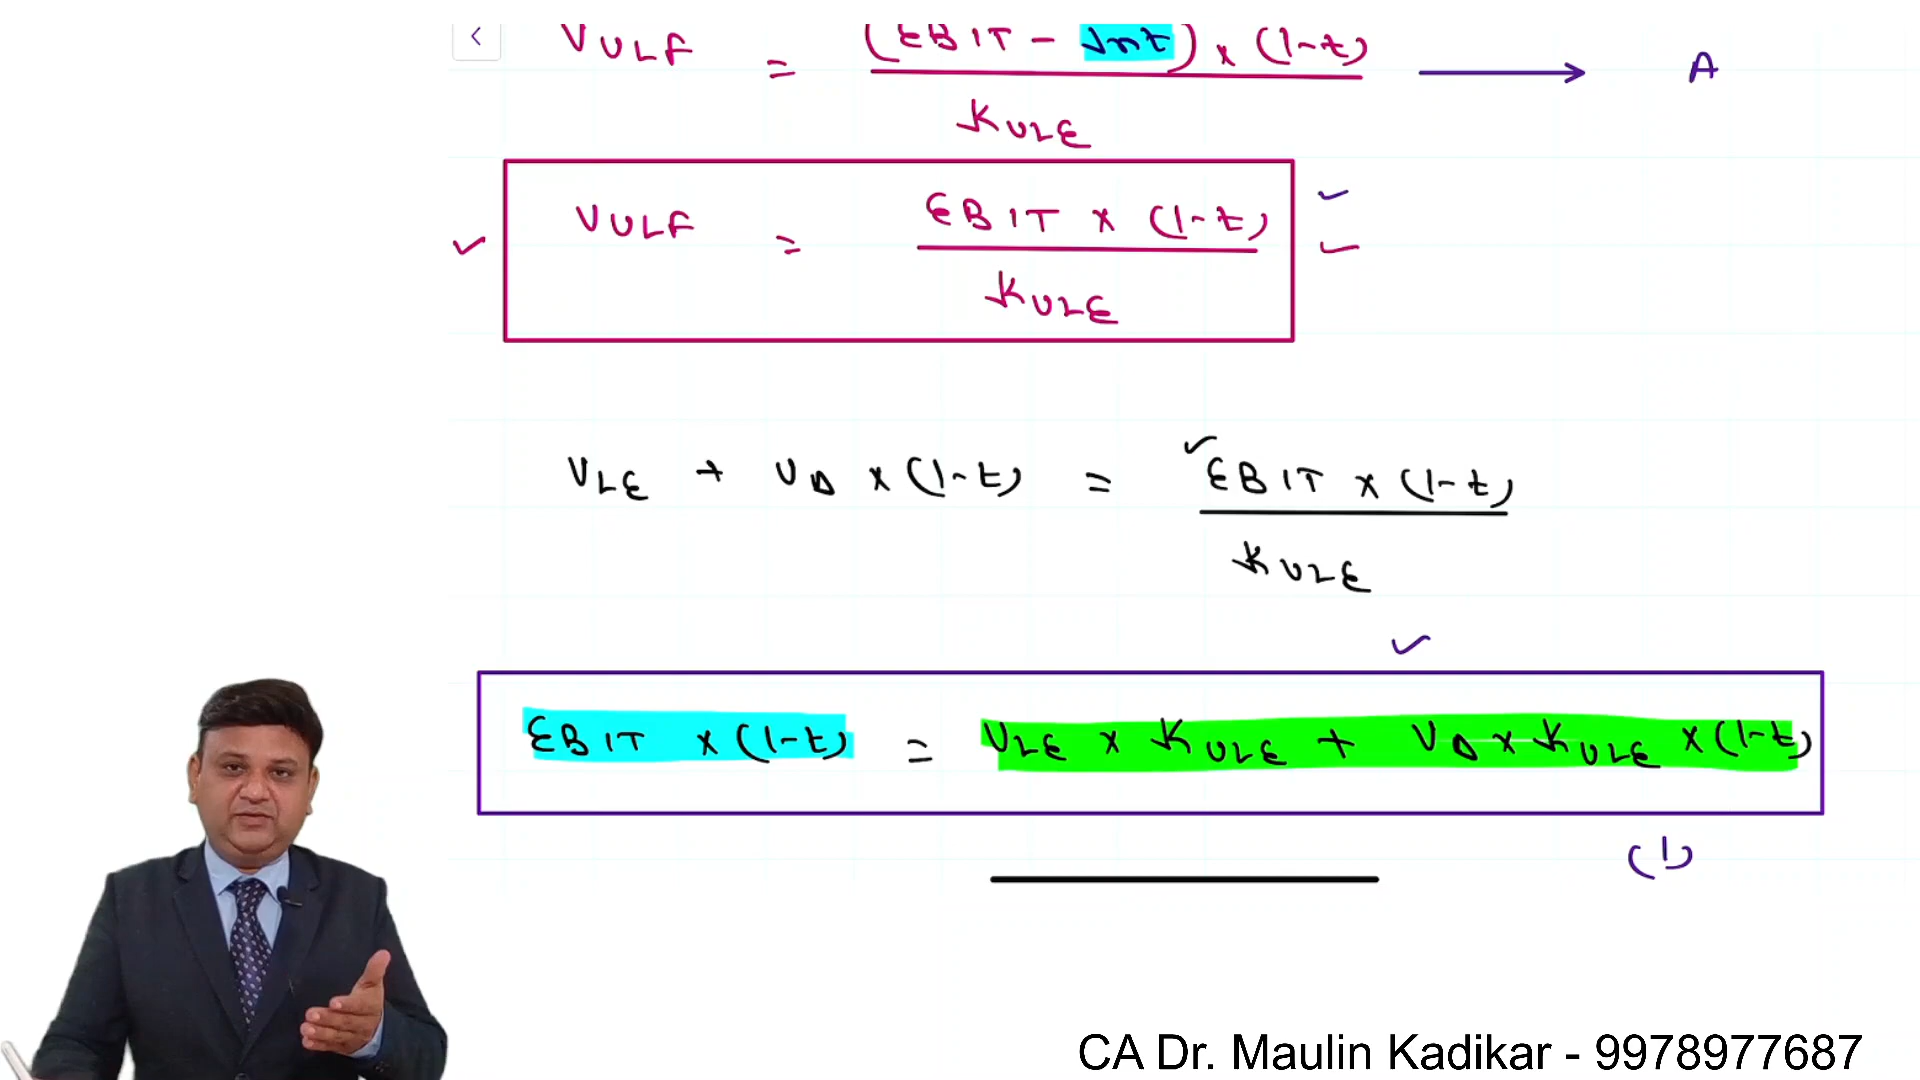 VULF = (EBIT - Int) x (1-t) / KULE → A
VULF = EBIT x (1-t) / KULE
VLE + VD x (1-t) = EBIT x (1-t) / KULE
EBIT x (1-t) = VLE x KULE + VD x KULE x (1-t)
(1)
CA Dr. Maulin Kadikar - 9978977687